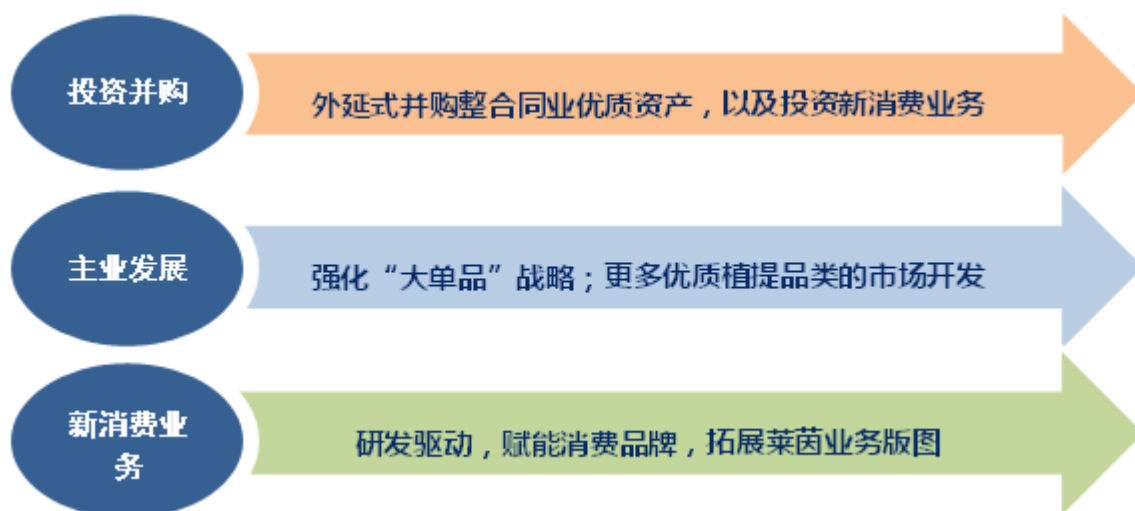 投资并购
外延式并购整合同业优质资产，以及投资新消费业务
主业发展
强化“大单品”战略；更多优质植提品类的市场开发
新消费业
务
研发驱动，赋能消费品牌，拓展莱茵业务版图